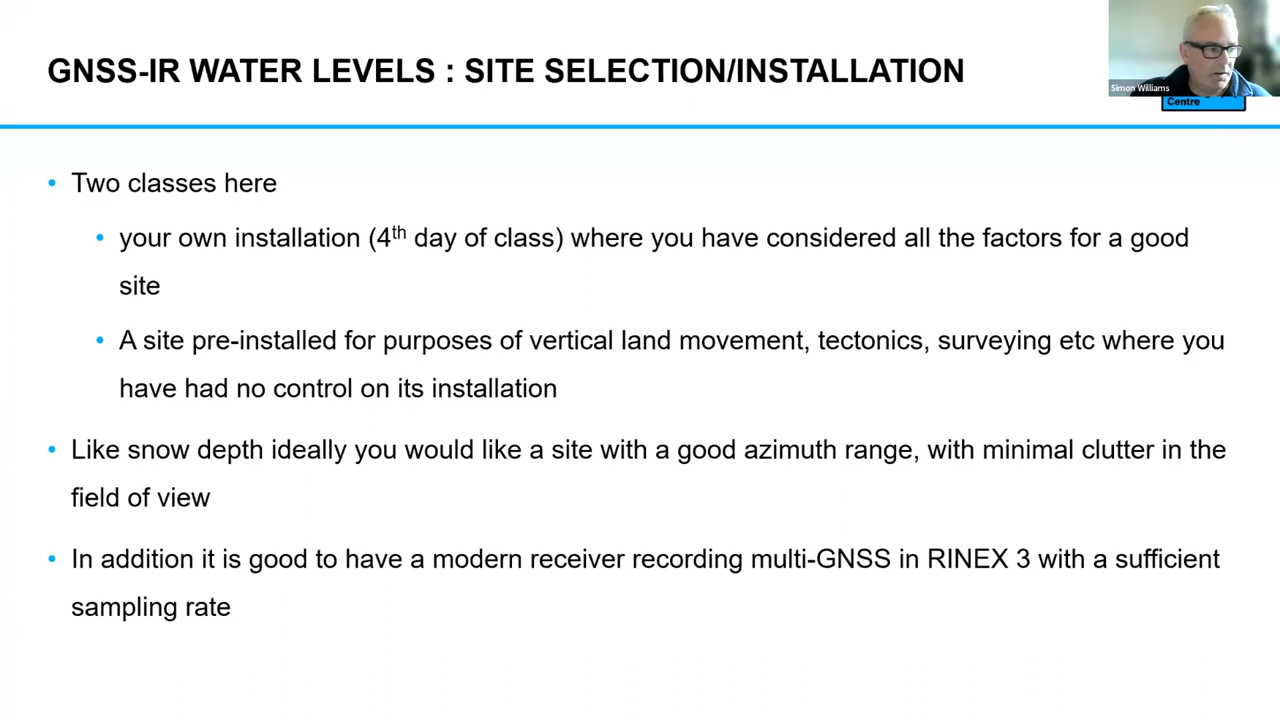 GNSS-IR WATER LEVELS : SITE SELECTION/INSTALLATION
Simon Williams
Centre
• Two classes here
• your own installation (4th day of class) where you have considered all the factors for a good
site
• A site pre-installed for purposes of vertical land movement, tectonics, surveying etc where you
have had no control on its installation
• Like snow depth ideally you would like a site with a good azimuth range, with minimal clutter in the
field of view
• In addition it is good to have a modern receiver recording multi-GNSS in RINEX 3 with a sufficient
sampling rate